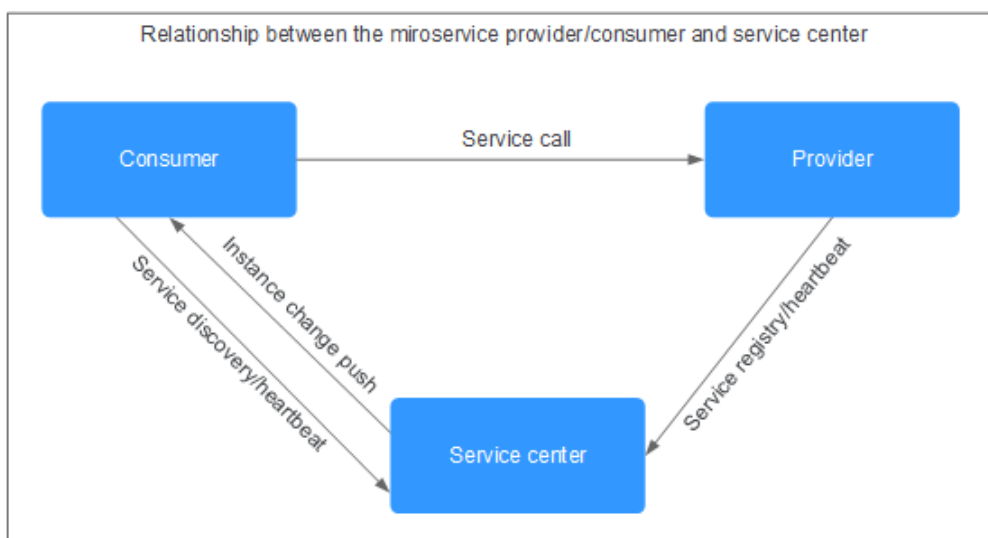 Relationship between the miroservice provider/consumer and service center
Service call
Consumer
Provider
Instance change push
Service discovery/heartbeat
Service registry/heartbeat
Service center